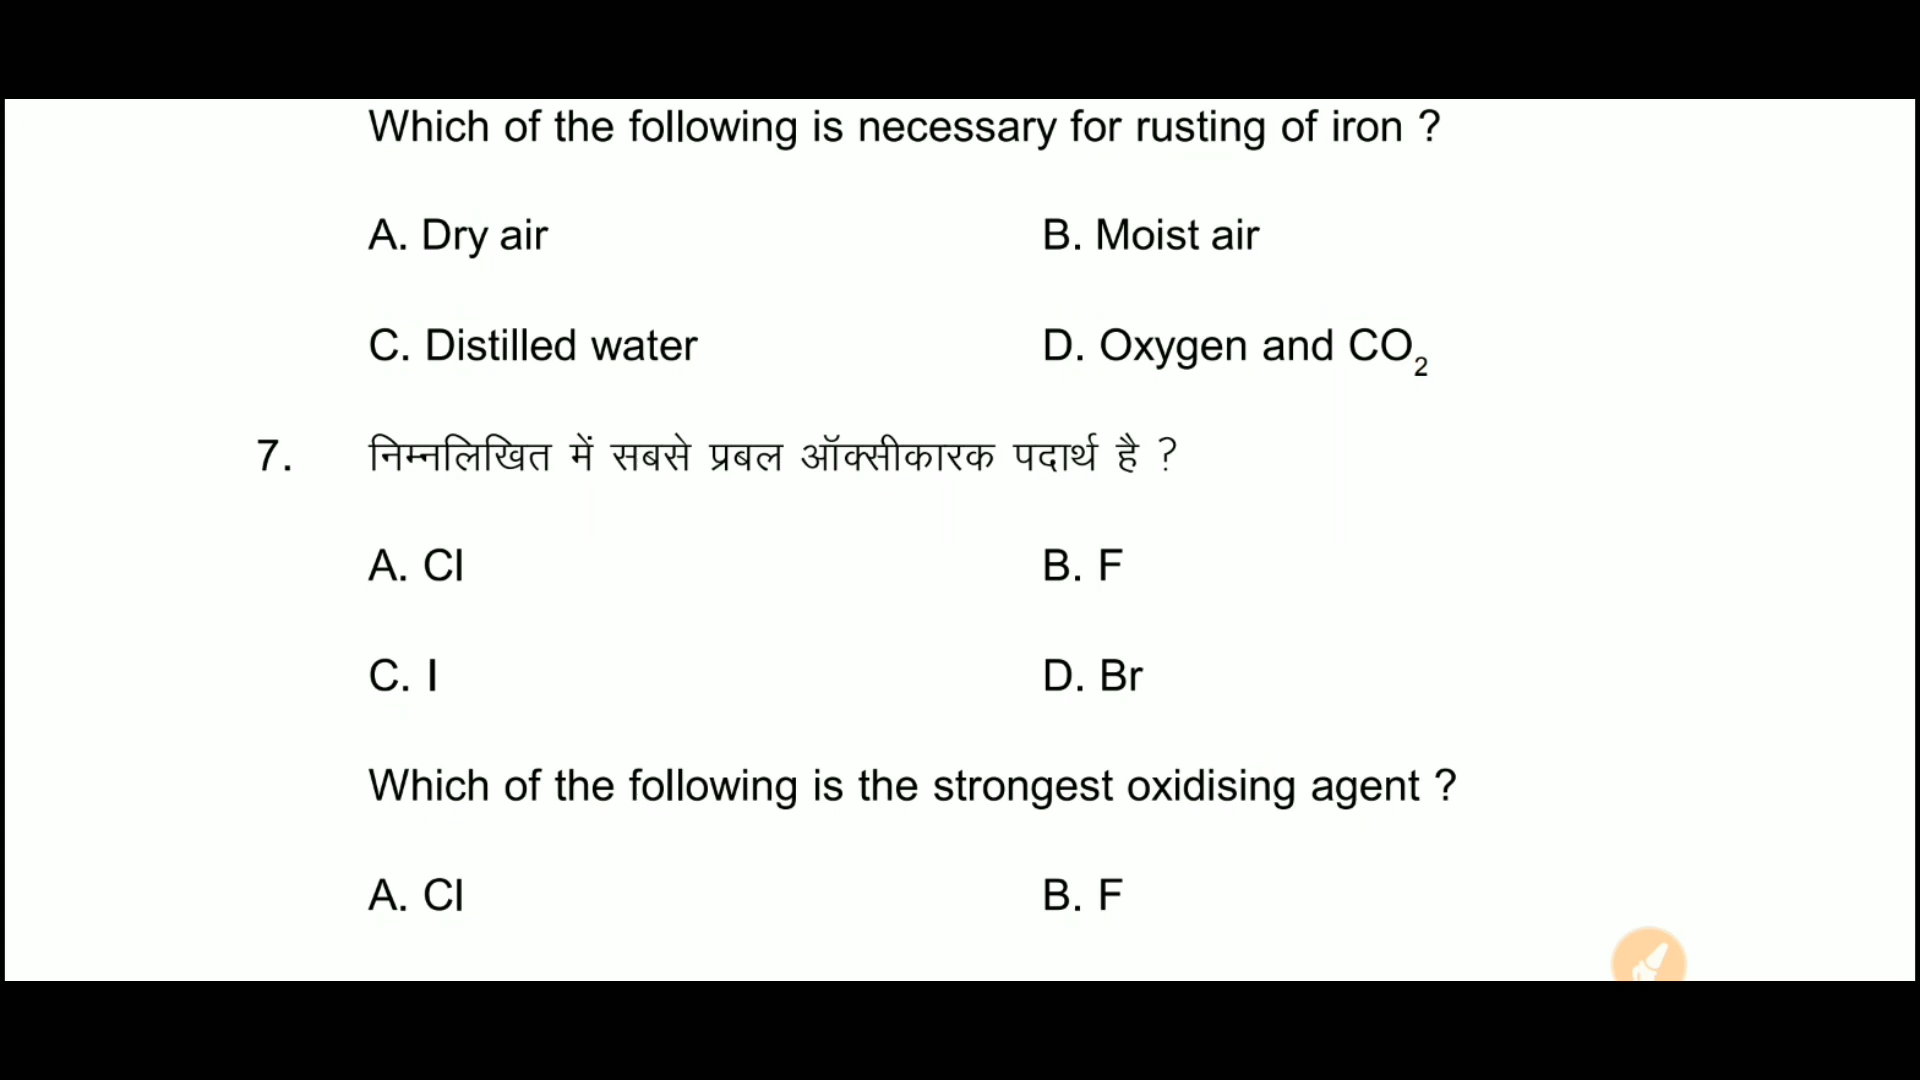 Which of the following is necessary for rusting of iron ?
A. Dry air B. Moist air
C. Distilled water D. Oxygen and CO₂
7. निम्नलिखित में सबसे प्रबल ऑक्सीकारक पदार्थ है ?
A. Cl B. F
C. I D. Br
Which of the following is the strongest oxidising agent ?
A. Cl B. F